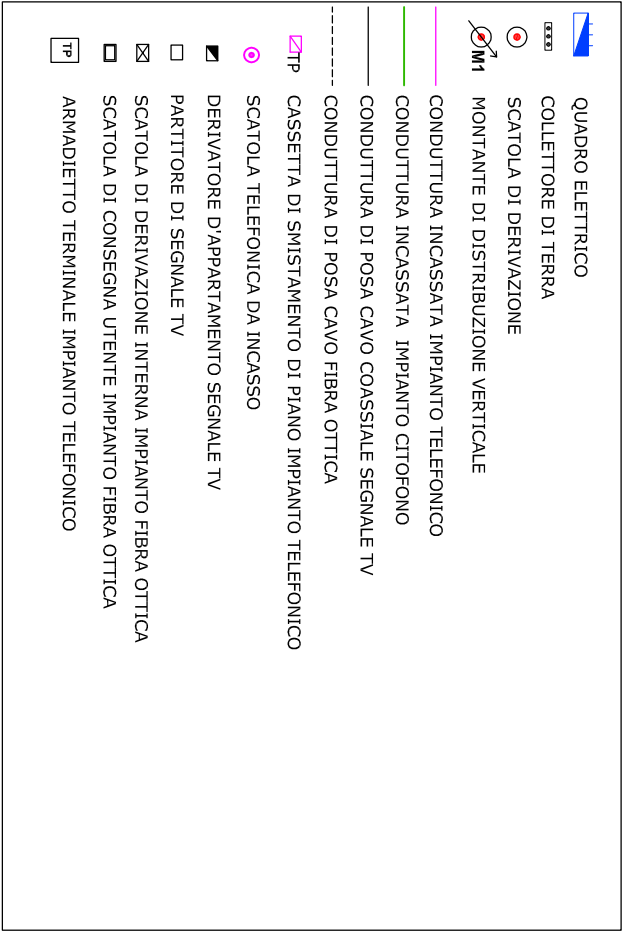 QUADRO ELETTRICO
COLLETTORE DI TERRA
SCATOLA DI DERIVAZIONE
M1 MONTANTE DI DISTRIBUZIONE VERTICALE
CONDUTTURA INCASSATA IMPIANTO TELEFONICO
CONDUTTURA INCASSATA IMPIANTO CITOFONO
CONDUTTURA DI POSA CAVO COASSIALE SEGNALE TV
CONDUTTURA DI POSA CAVO FIBRA OTTICA
TP CASSETTA DI SMISTAMENTO DI PIANO IMPIANTO TELEFONICO
SCATOLA TELEFONICA DA INCASSO
DERIVATORE D'APPARTAMENTO SEGNALE TV
PARTITORE DI SEGNALE TV
SCATOLA DI DERIVAZIONE INTERNA IMPIANTO FIBRA OTTICA
SCATOLA DI CONSEGNA UTENTE IMPIANTO FIBRA OTTICA
TP ARMADIETTO TERMINALE IMPIANTO TELEFONICO